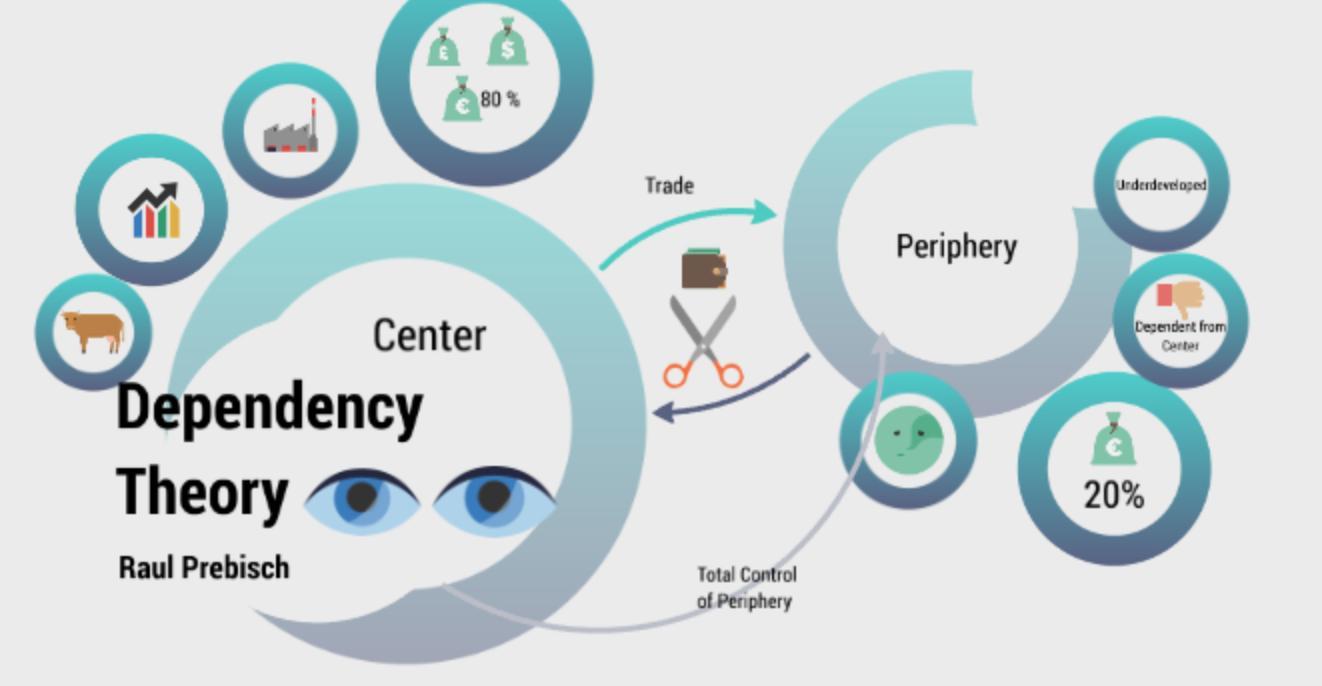 £
$
€
80 %
Trade
Underdeveloped
Periphery
Center
Dependent from
Center
Dependency
Theory
Raul Prebisch
€
20%
Total Control
of Periphery